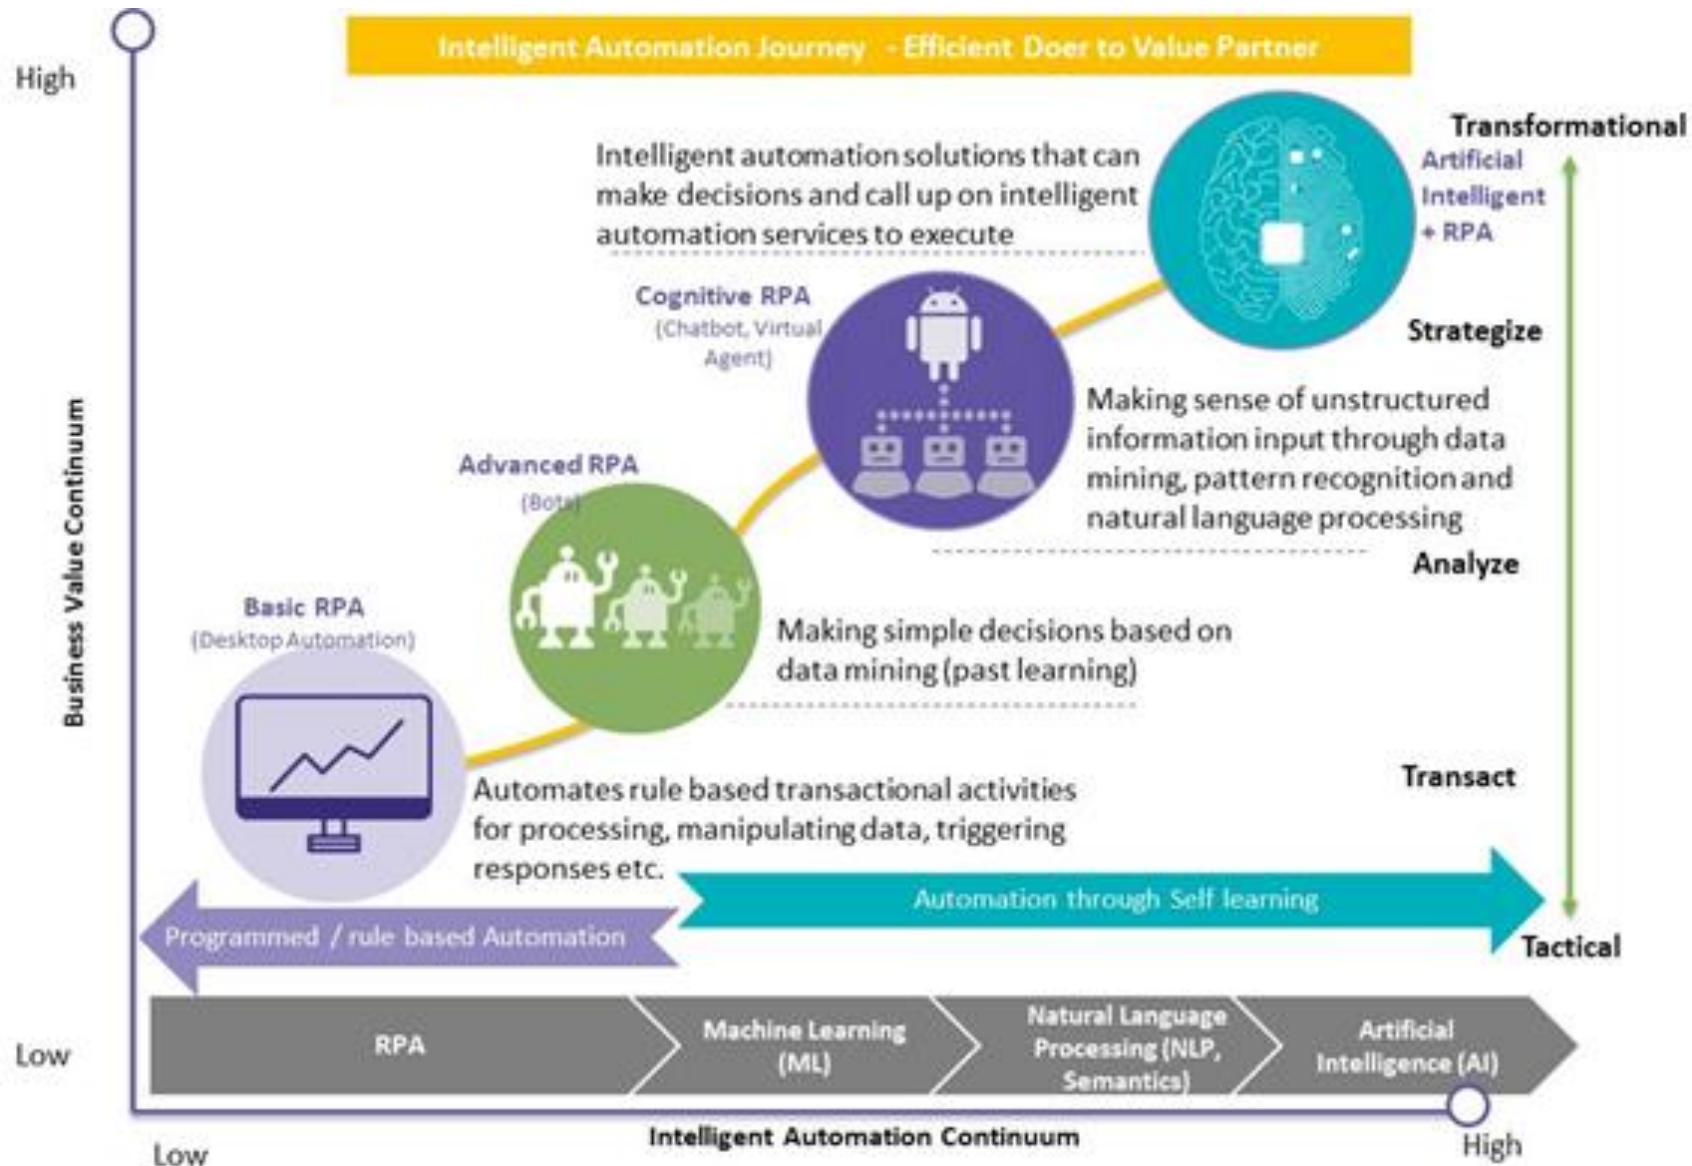 Intelligent Automation Journey - Efficient Doer to Value Partner
High
Transformational
Intelligent automation solutions that can
make decisions and call up on intelligent
automation services to execute
Artificial
Intelligent
+ RPA
Cognitive RPA
(Chatbot, Virtual
Agent)
Strategize
Making sense of unstructured
information input through data
mining, pattern recognition and
natural language processing
Advanced RPA
(Bots)
Analyze
Business Value Continuum
Basic RPA
(Desktop Automation)
Making simple decisions based on
data mining (past learning)
Transact
Automates rule based transactional activities
for processing, manipulating data, triggering
responses etc.
Automation through Self learning
Programmed / rule based Automation
Tactical
RPA
Machine Learning
(ML)
Natural Language
Processing (NLP,
Semantics)
Artificial
Intelligence (AI)
Low
Intelligent Automation Continuum
Low
High